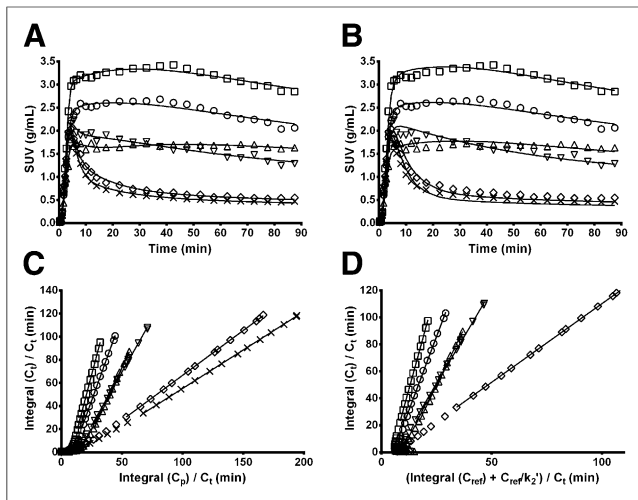 A
B
3.5
3.0
2.5
2.0
1.5
1.0
0.5
0.0
SUV (g/mL)
0 10 20 30 40 50 60 70 80 90
Time (min)
3.5
3.0
2.5
2.0
1.5
1.0
0.5
0.0
SUV (g/mL)
0 10 20 30 40 50 60 70 80 90
Time (min)
C
D
140
120
100
80
60
40
20
0
Integral (Ct) / Ct (min)
0 50 100 150 200
Integral (Cp) / Ct (min)
120
100
80
60
40
20
0
Integral (Ct) / Ct (min)
0 50 100
(Integral (Cref) + Cref/k2') / Ct (min)